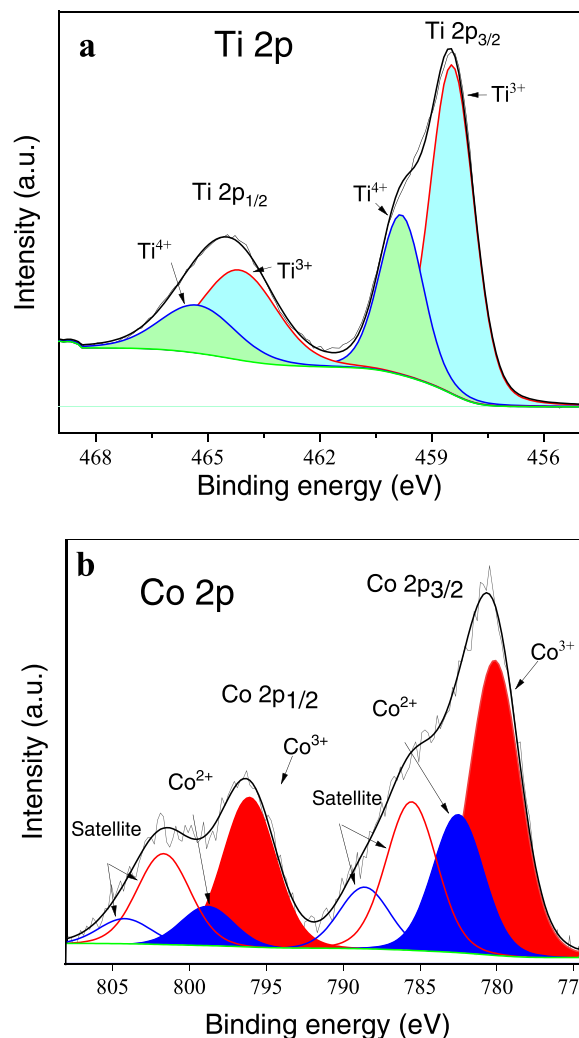 a
Ti 2p
Ti 2p3/2
Ti3+
Ti4+
Ti 2p1/2
Ti4+
Ti3+
Intensity (a.u.)
468 465 462 459 456
Binding energy (eV)
b
Co 2p
Co 2p3/2
Co3+
Co2+
Co 2p1/2
Co3+
Co2+
Satellite
Satellite
Intensity (a.u.)
805 800 795 790 785 780 77
Binding energy (eV)